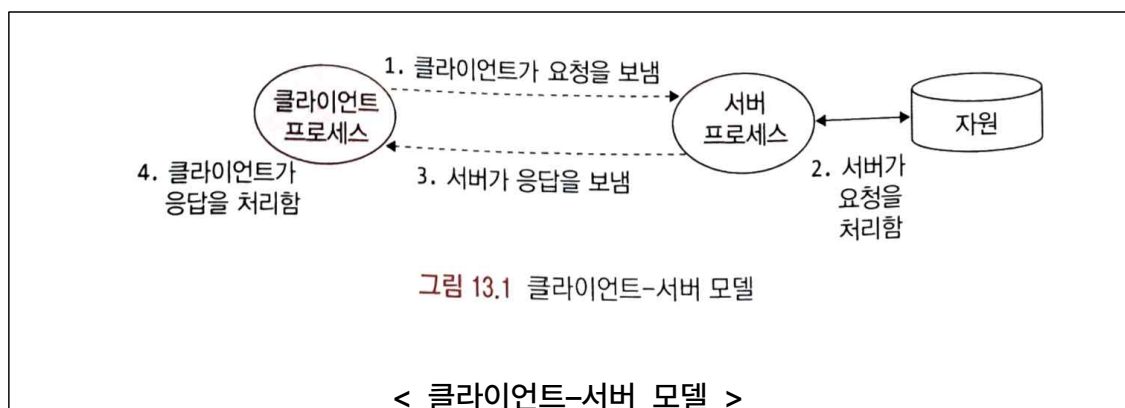 1. 클라이언트가 요청을 보냄
클라이언트
프로세스
서버
프로세스
자원
4. 클라이언트가
응답을 처리함
3. 서버가 응답을 보냄
2. 서버가
요청을
처리함
그림 13.1 클라이언트-서버 모델
< 클라이언트-서버 모델 >